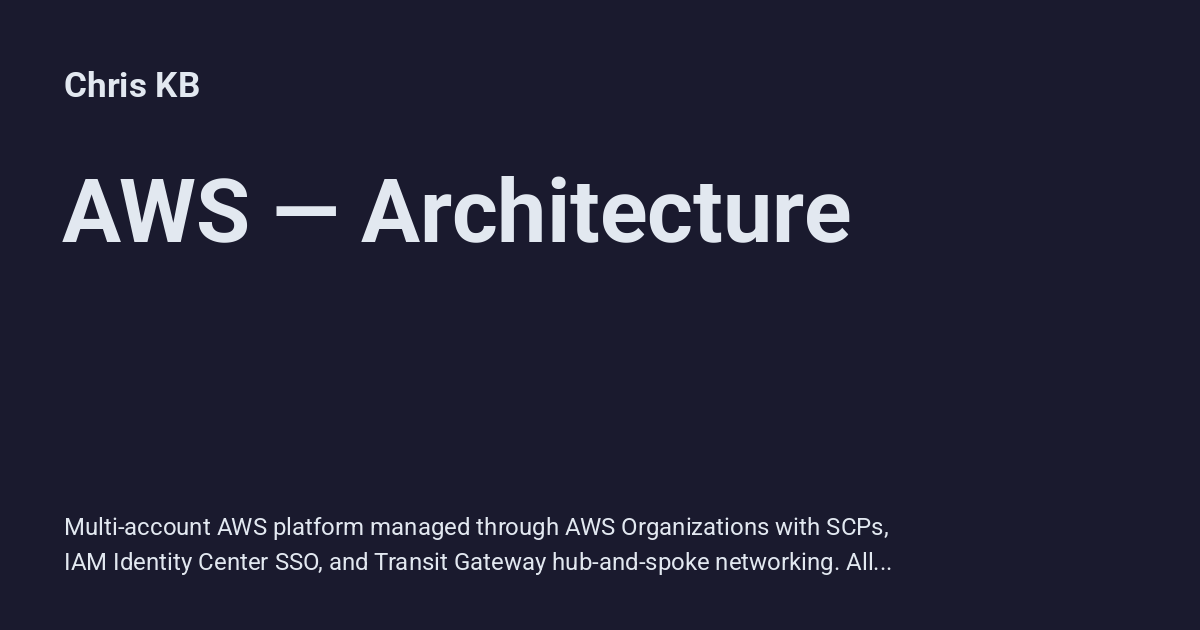 Chris KB
AWS — Architecture
Multi-account AWS platform managed through AWS Organizations with SCPs,
IAM Identity Center SSO, and Transit Gateway hub-and-spoke networking. All...